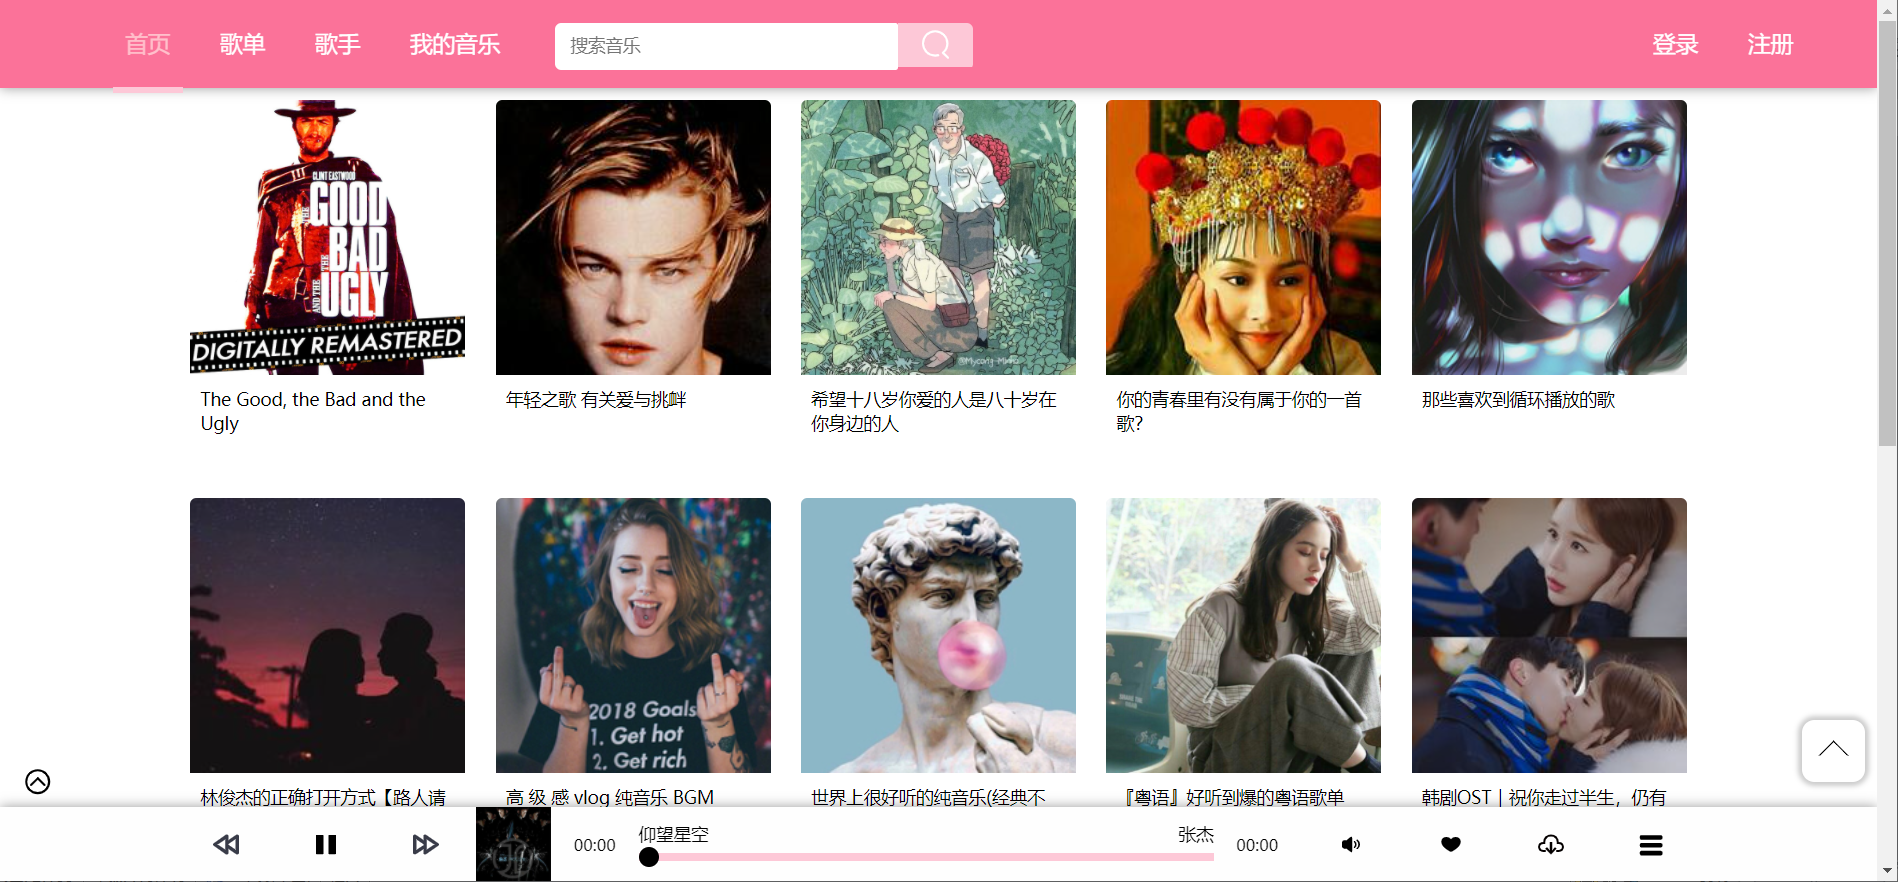 首页
歌单
歌手
我的音乐
搜索音乐
登录
注册
CLINT EASTWOOD
THE GOOD
THE BAD
AND THE UGLY
DIGITALLY REMASTERED
The Good, the Bad and the
Ugly
年轻之歌 有关爱与挑衅
希望十八岁你爱的人是八十岁在
你身边的人
你的青春里有没有属于你的一首
歌?
那些喜欢到循环播放的歌
2018 Goals
1. Get hot
2. Get rich
林俊杰的正确打开方式【路人请
高 级 感 vlog 纯音乐 BGM
世界上很好听的纯音乐(经典不
『粤语』好听到爆的粤语歌单
韩剧OST | 祝你走过半生，仍有
00:00
仰望星空
张杰
00:00